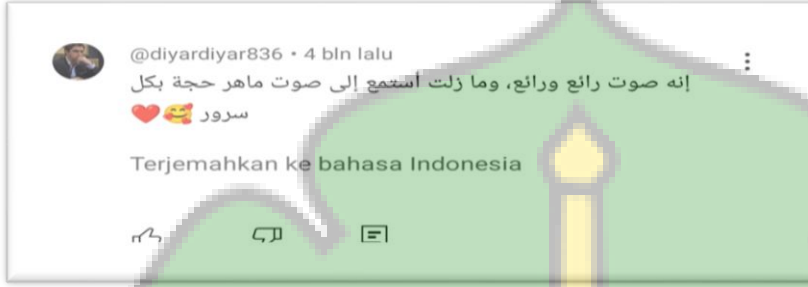 @diyardiyar836 • 4 bln lalu
إنه صوت رائع ورائع، وما زلت أستمع إلى صوت ماهر حجة بكل
سرور 🥰❤️
Terjemahkan ke bahasa Indonesia